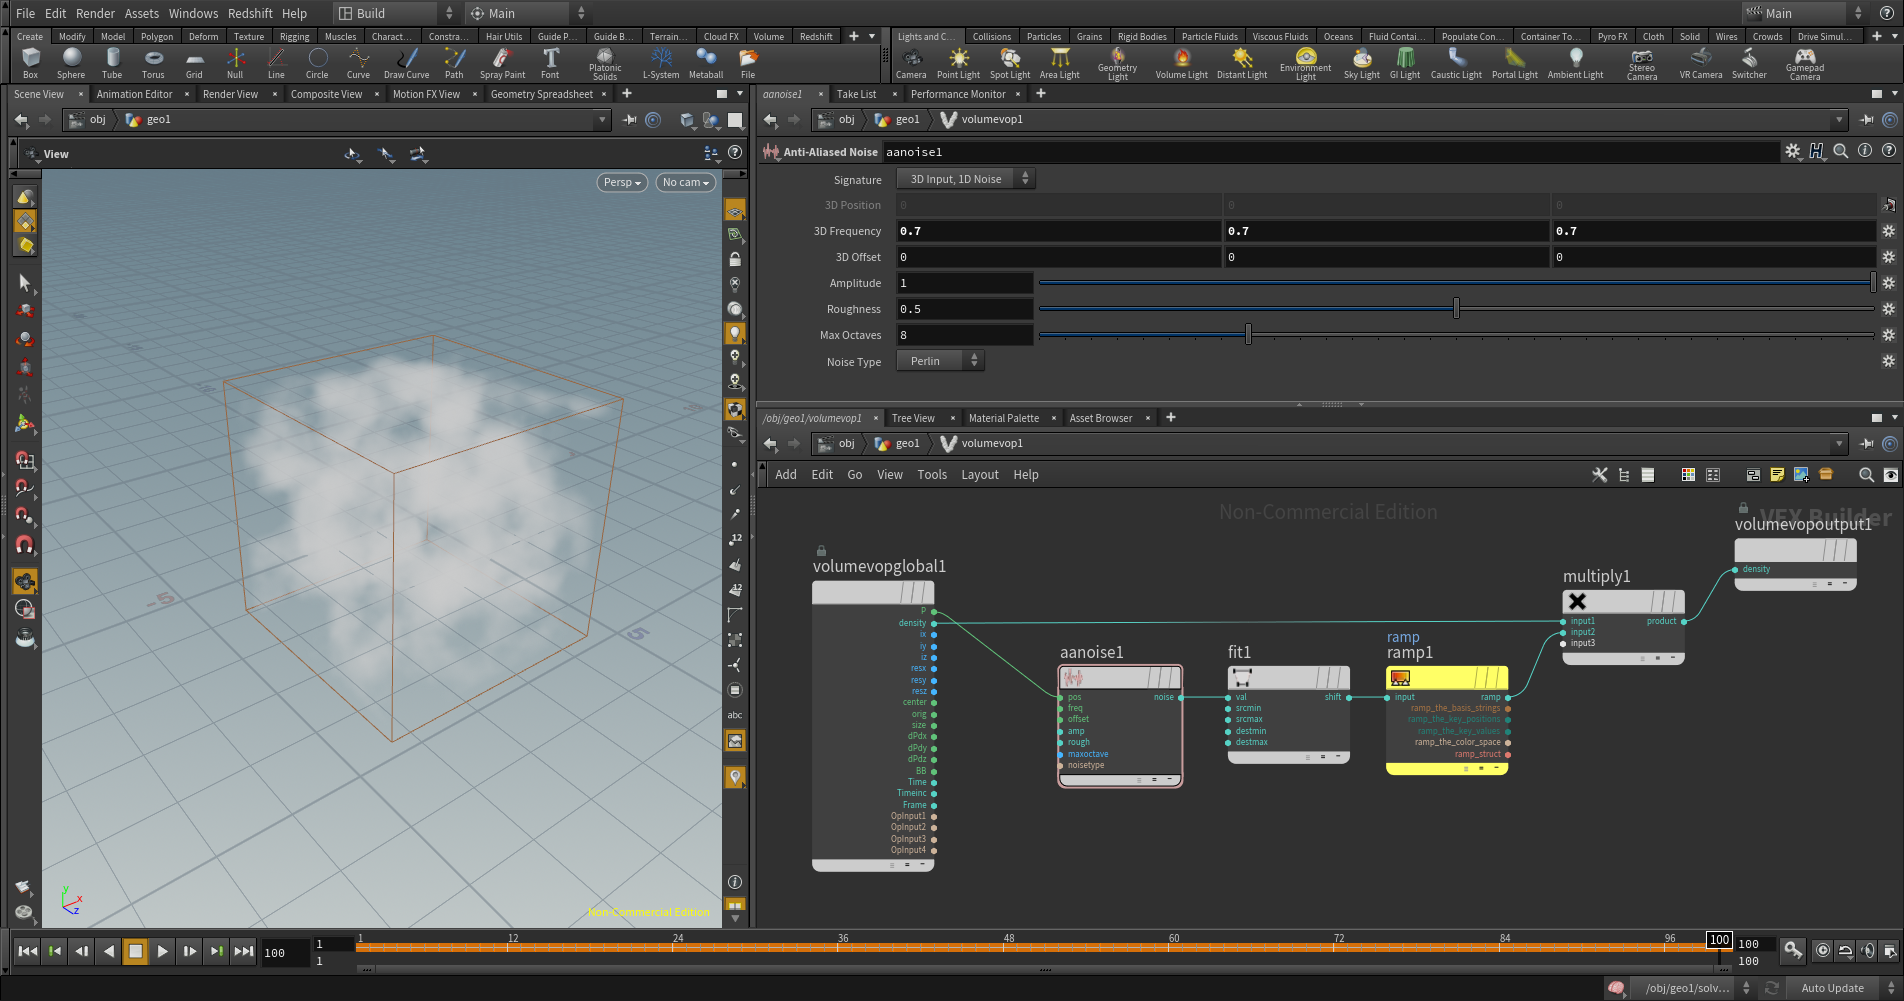 File Edit Render Assets Windows Redshift Help Build Main Main
Create Modify Model Polygon Deform Texture Rigging Muscles Charact... Constra... Hair Utils Guide P... Guide B... Terrain... Cloud FX Volume Redshift
Lights and C... Collisions Particles Grains Rigid Bodies Particle Fluids Viscous Fluids Oceans Fluid Contai... Populate Con... Container To... Pyro FX Cloth Solid Wires Crowds Drive Simul...
Box Sphere Tube Torus Grid Null Line Circle Curve Draw Curve Path Spray Paint Font Platonic Solids L-System Metaball File
Camera Point Light Spot Light Area Light Geometry Light Volume Light Distant Light Environment Light Sky Light GI Light Caustic Light Portal Light Ambient Light Stereo Camera VR Camera Switcher Gamepad Camera
Scene View Animation Editor Render View Composite View Motion FX View Geometry Spreadsheet
obj geo1
View
Persp No cam
-5
5
12
12
abc
y
x
z
Non-Commercial Edition
aanoise1 Take List Performance Monitor
obj geo1 volumevop1
Anti-Aliased Noise aanoise1
Signature 3D Input, 1D Noise
3D Position 0 0 0
3D Frequency 0.7 0.7 0.7
3D Offset 0 0 0
Amplitude 1
Roughness 0.5
Max Octaves 8
Noise Type Perlin
/obj/geo1/volumevop1 Tree View Material Palette Asset Browser
obj geo1 volumevop1
Add Edit Go View Tools Layout Help
Non-Commercial Edition
VEX Builder
volumevopglobal1
P
density
ix
iy
iz
resx
resy
resz
center
orig
size
dPdx
dPdy
dPdz
BB
Time
Timeinc
Frame
OpInput1
OpInput2
OpInput3
OpInput4
aanoise1
pos noise
freq
offset
amp
rough
maxoctave
noisetype
fit1
val shift
srcmin
srcmax
destmin
destmax
ramp
ramp1
input ramp
ramp_the_basis_strings
ramp_the_key_positions
ramp_the_key_values
ramp_the_color_space
ramp_struct
multiply1
input1 product
input2
input3
volumevopoutput1
density
100 1 1 1 12 24 36 48 60 72 84 96 100 100 100
/obj/geo1/solv... Auto Update